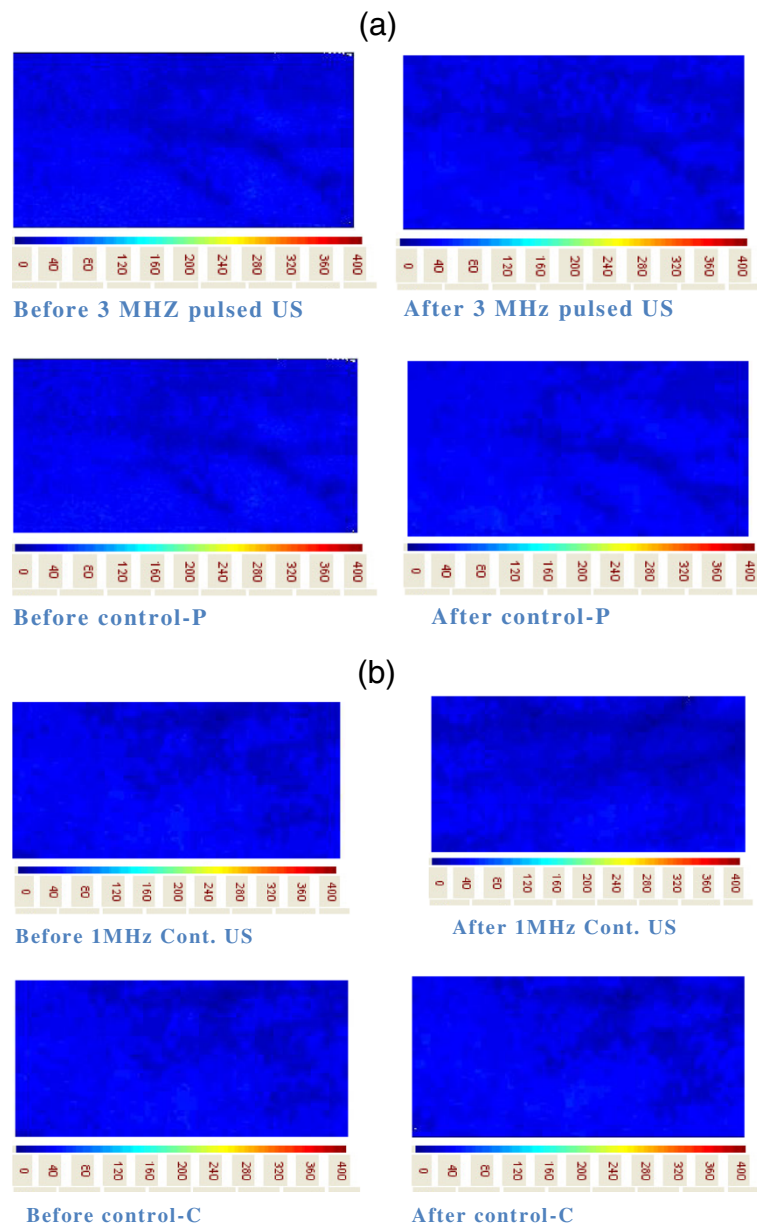 (a)
0 40 80 120 160 200 240 280 320 360 400
0 40 80 120 160 200 240 280 320 360 400
Before 3 MHZ pulsed US
After 3 MHz pulsed US
0 40 80 120 160 200 240 280 320 360 400
0 40 80 120 160 200 240 280 320 360 400
Before control-P
After control-P
(b)
0 40 80 120 160 200 240 280 320 360 400
0 40 80 120 160 200 240 280 320 360 400
Before 1MHz Cont. US
After 1MHz Cont. US
0 40 80 120 160 200 240 280 320 360 400
0 40 80 120 160 200 240 280 320 360 400
Before control-C
After control-C